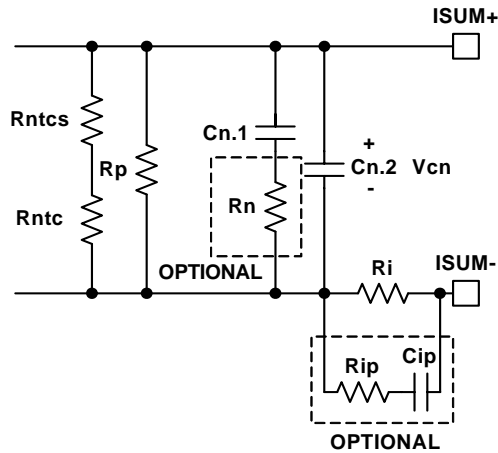 ISUM+
Rntcs
Cn.1
+
Rp
Cn.2 Vcn
-
Rn
Rntc
OPTIONAL
Ri
ISUM-
Rip
Cip
OPTIONAL